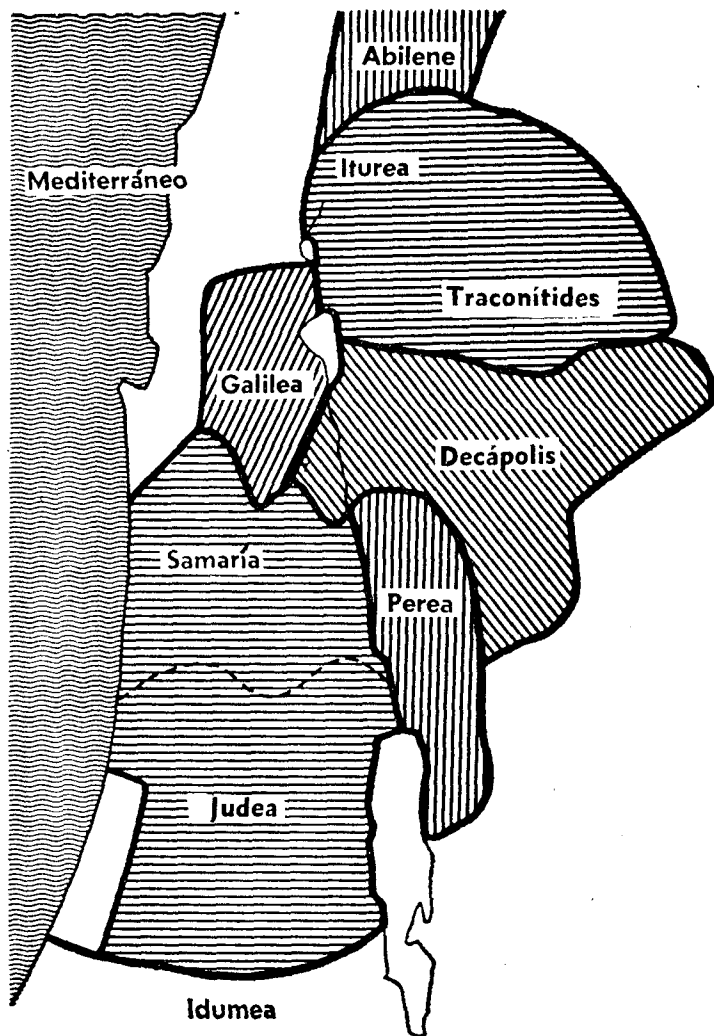 Abilene
Mediterráneo
Iturea
Traconítides
Galilea
Decápolis
Samaría
Perea
Judea
Idumea